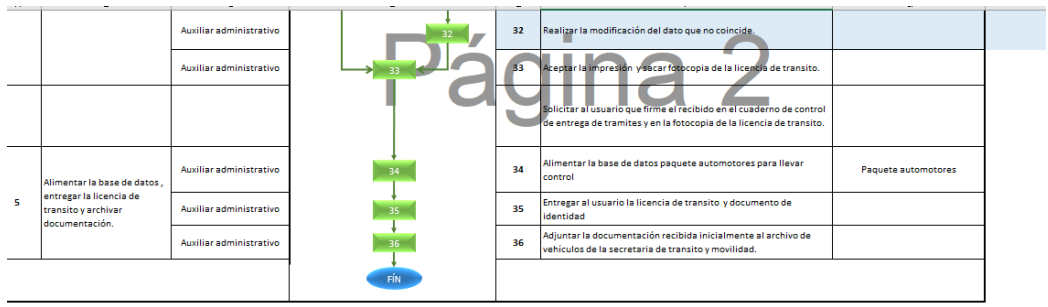 Auxiliar administrativo
32
32
Realizar la modificación del dato que no coincide.
Auxiliar administrativo
33
33
Aceptar la impresión y sacar fotocopia de la licencia de transito.
Página 2
Solicitar al usuario que firme el recibido en el cuaderno de control
de entrega de tramites y en la fotocopia de la licencia de transito.
5
Alimentar la base de datos ,
entregar la licencia de
transito y archivar
documentación.
Auxiliar administrativo
34
34
Alimentar la base de datos paquete automotores para llevar
control
Paquete automotores
Auxiliar administrativo
35
35
Entregar al usuario la licencia de transito y documento de
identidad
Auxiliar administrativo
36
36
Adjuntar la documentación recibida inicialmente al archivo de
vehículos de la secretaria de transito y movilidad.
FÍN